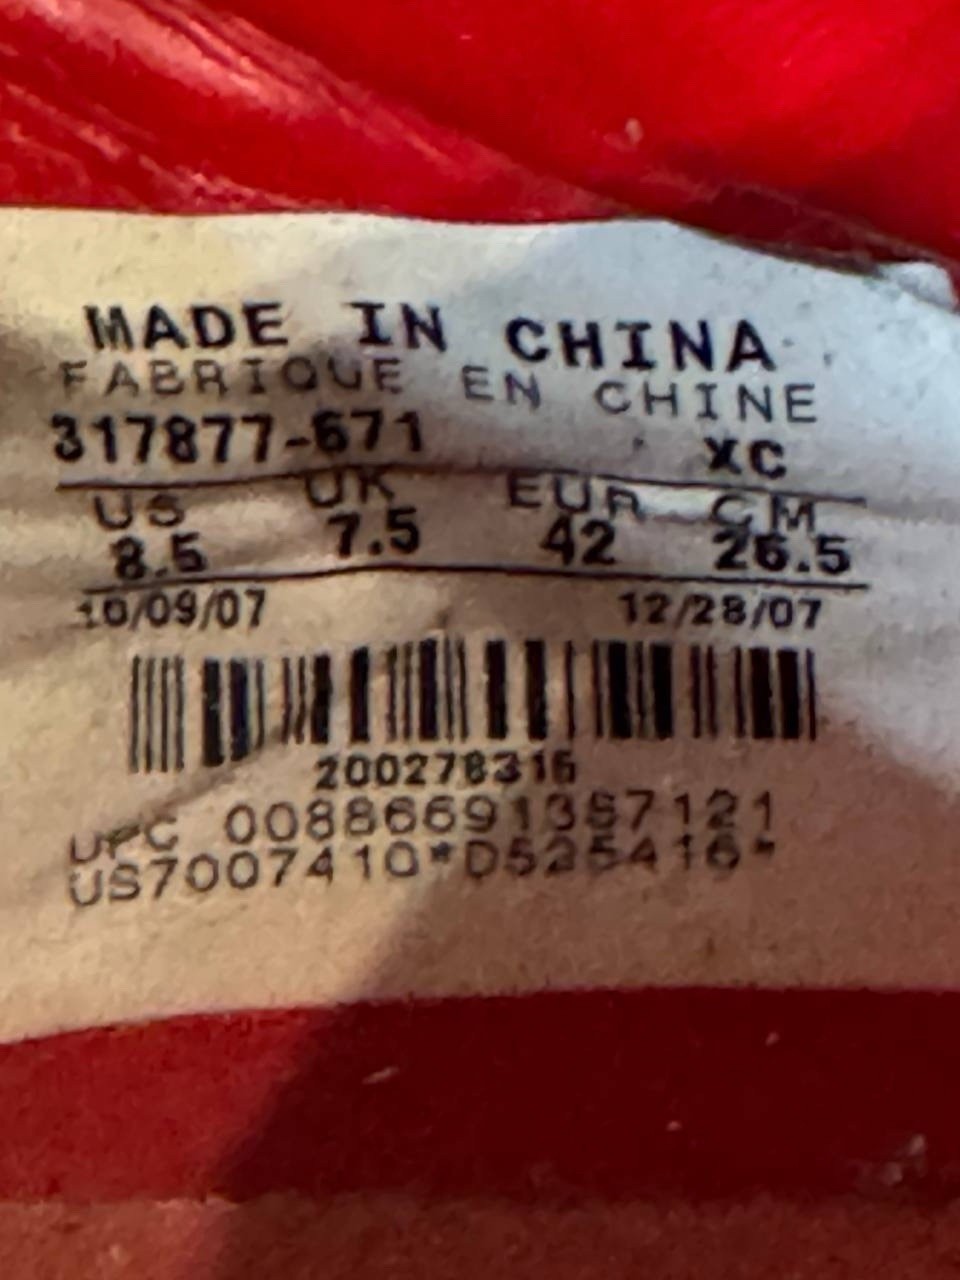 MADE IN CHINA
FABRIQUE EN CHINE
317877-671 XC
US UK EUR CM
8.5 7.5 42 26.5
10/09/07 12/28/07
200278316
UPC 00886691367121
US7007410*D525416*